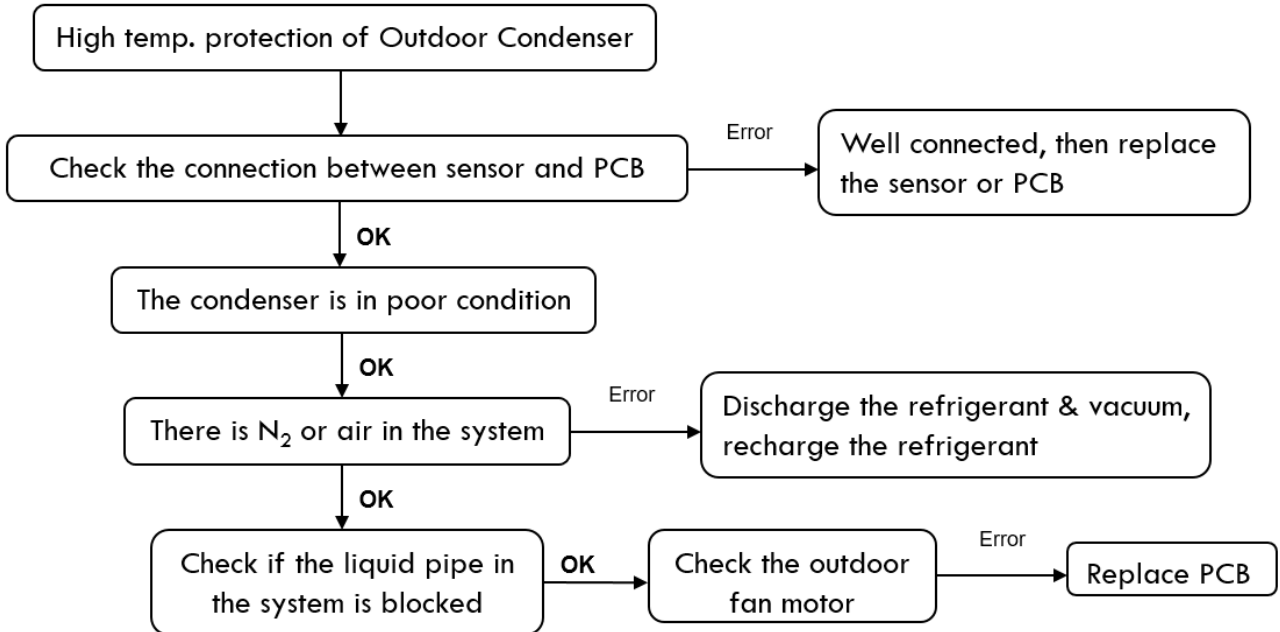 High temp. protection of Outdoor Condenser
Error
Check the connection between sensor and PCB
Well connected, then replace
the sensor or PCB
OK
The condenser is in poor condition
OK
Error
There is N₂ or air in the system
Discharge the refrigerant & vacuum,
recharge the refrigerant
OK
Check if the liquid pipe in
the system is blocked
OK
Check the outdoor
fan motor
Error
Replace PCB